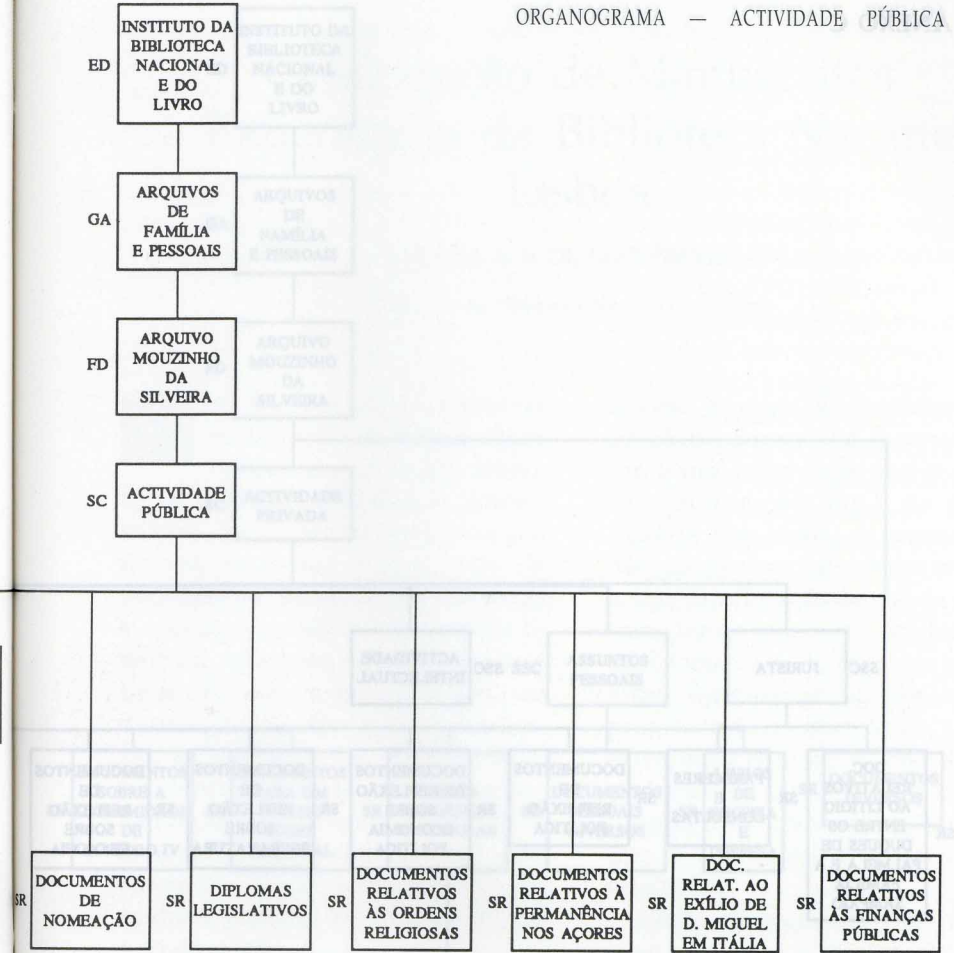 ORGANOGRAMA — ACTIVIDADE PÚBLICA
ED
INSTITUTO DA
BIBLIOTECA
NACIONAL
E DO
LIVRO
GA
ARQUIVOS
DE
FAMÍLIA
E PESSOAIS
FD
ARQUIVO
MOUZINHO
DA
SILVEIRA
SC
ACTIVIDADE
PÚBLICA
SR
DOCUMENTOS
DE
NOMEAÇÃO
SR
DIPLOMAS
LEGISLATIVOS
SR
DOCUMENTOS
RELATIVOS
ÀS ORDENS
RELIGIOSAS
SR
DOCUMENTOS
RELATIVOS À
PERMANÊNCIA
NOS AÇORES
SR
DOC.
RELAT. AO
EXÍLIO DE
D. MIGUEL
EM ITÁLIA
SR
DOCUMENTOS
RELATIVOS
ÀS FINANÇAS
PÚBLICAS